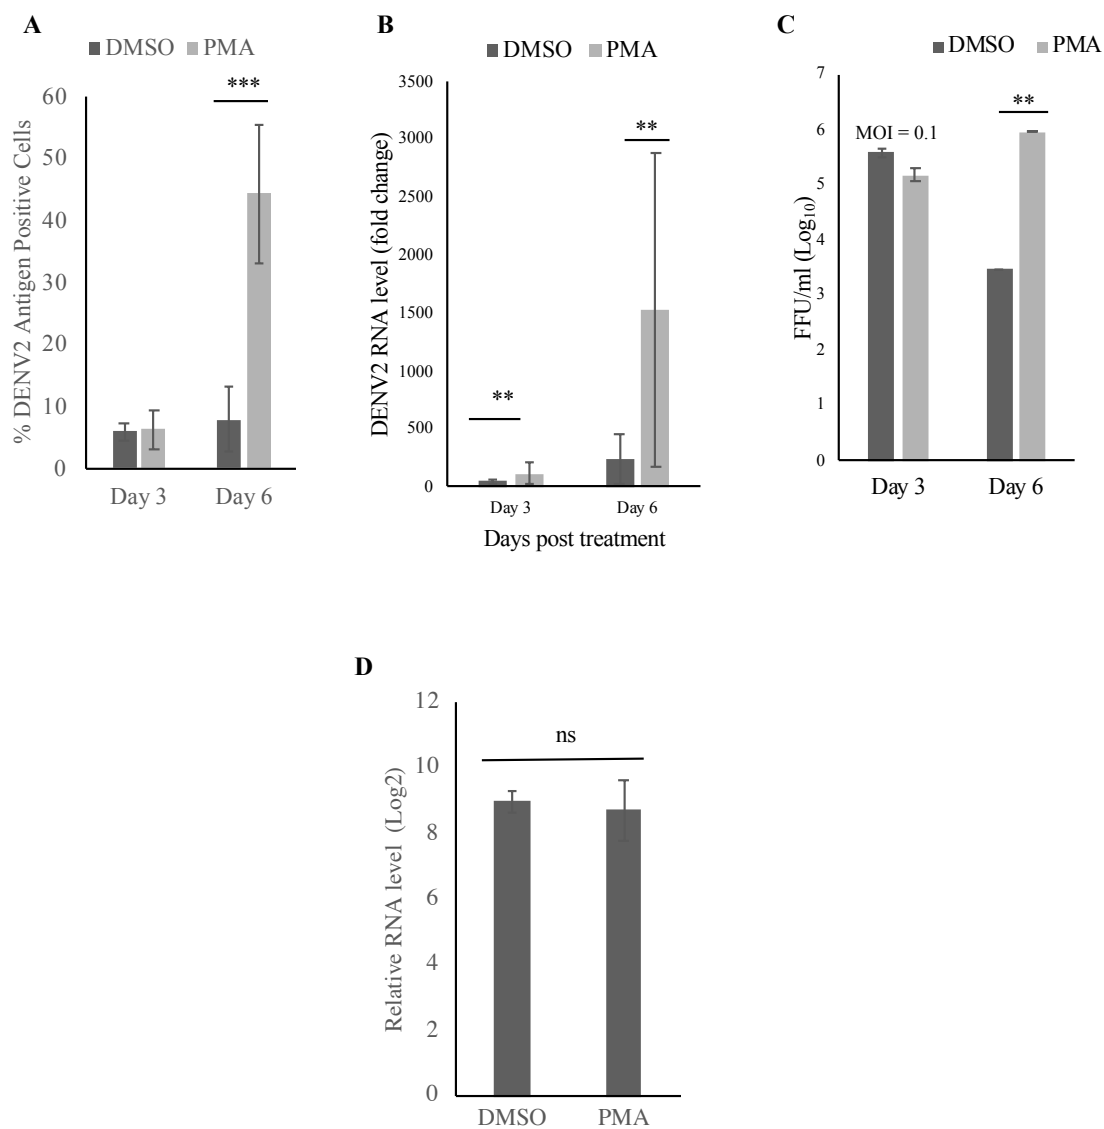 A
DMSO PMA
% DENV2 Antigen Positive Cells
60
50
40
30
20
10
0
***
Day 3 Day 6
B
DMSO PMA
DENV2 RNA level (fold change)
3500
3000
2500
2000
1500
1000
500
0
**
**
Day 3 Day 6
Days post treatment
C
DMSO PMA
FFU/ml (Log10)
7
6
5
4
3
2
1
0
MOI = 0.1
**
Day 3 Day 6
D
Relative RNA level (Log2)
12
10
8
6
4
2
0
ns
DMSO PMA